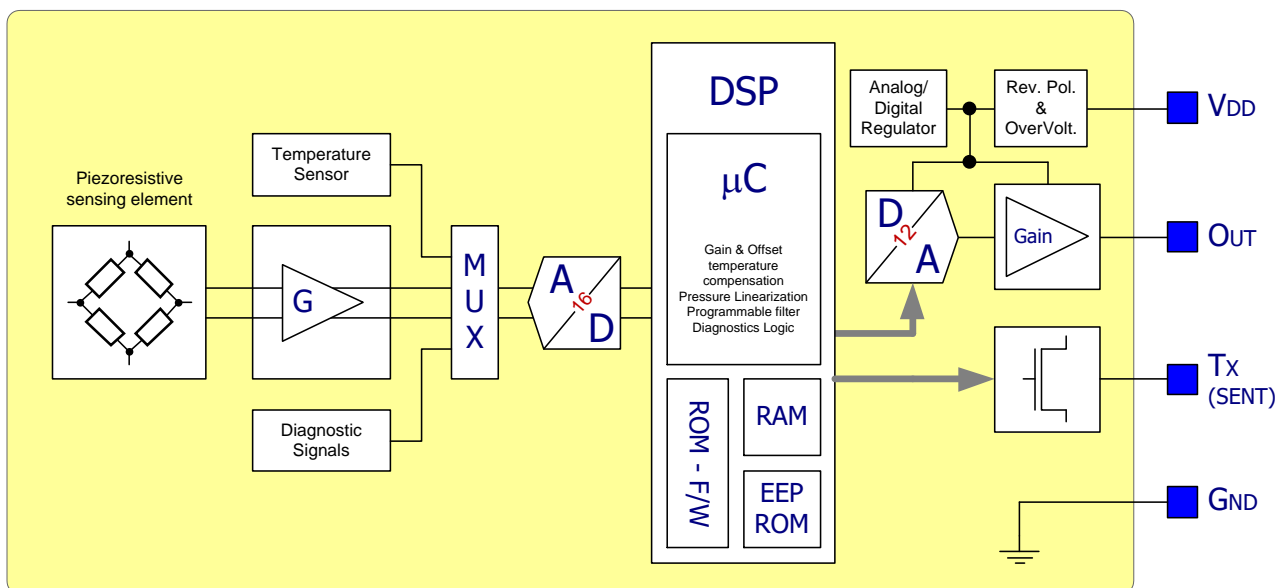 Piezoresistive
sensing element
Temperature
Sensor
G
Diagnostic
Signals
M
U
X
A
16
D
DSP
μC
Gain & Offset
temperature
compensation
Pressure Linearization
Programmable filter
Diagnostics Logic
ROM - F/W
RAM
EEP
ROM
Analog/
Digital
Regulator
Rev. Pol.
&
OverVolt.
D
12
A
Gain
VDD
OUT
TX
(SENT)
GND